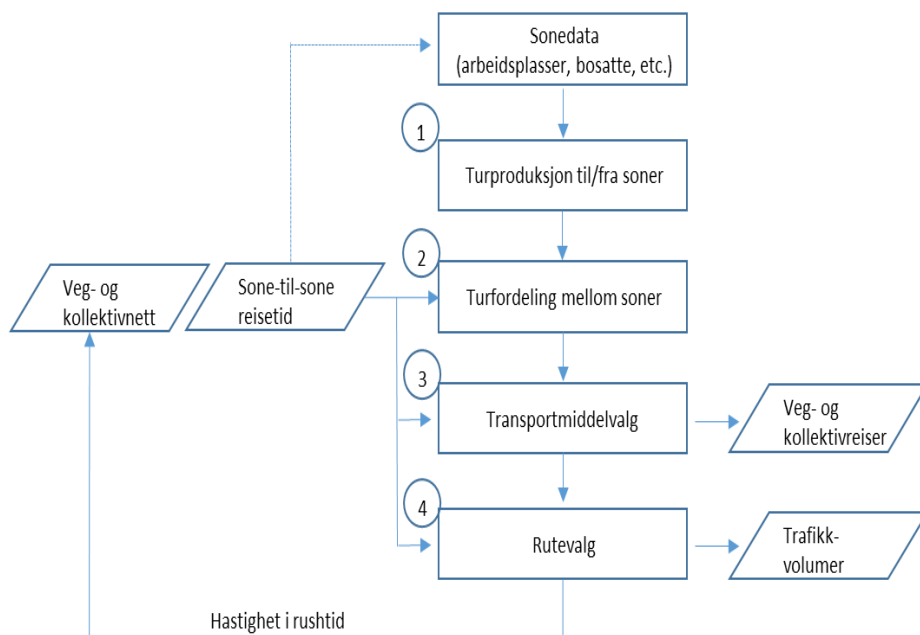 Sonedata
(arbeidsplasser, bosatte, etc.)
1
Turproduksjon til/fra soner
2
Veg- og
kollektivnett
Sone-til-sone
reisetid
Turfordeling mellom soner
3
Transportmiddelvalg
Veg- og
kollektivreiser
4
Rutevalg
Trafikk-
volumer
Hastighet i rushtid